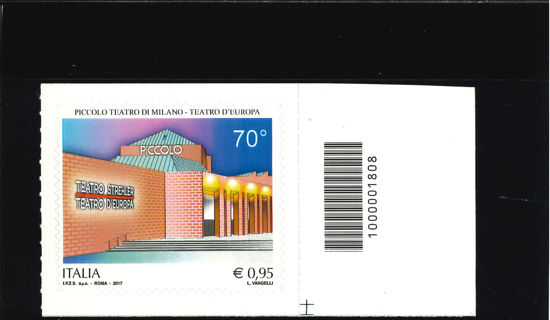 PICCOLO TEATRO DI MILANO - TEATRO D'EUROPA
70°
PICCOLO
TEATRO STREHLER
TEATRO D'EUROPA
ITALIA
€ 0,95
I.P.Z.S. S.p.A. - ROMA - 2017
L. VANGELLI
1000001808